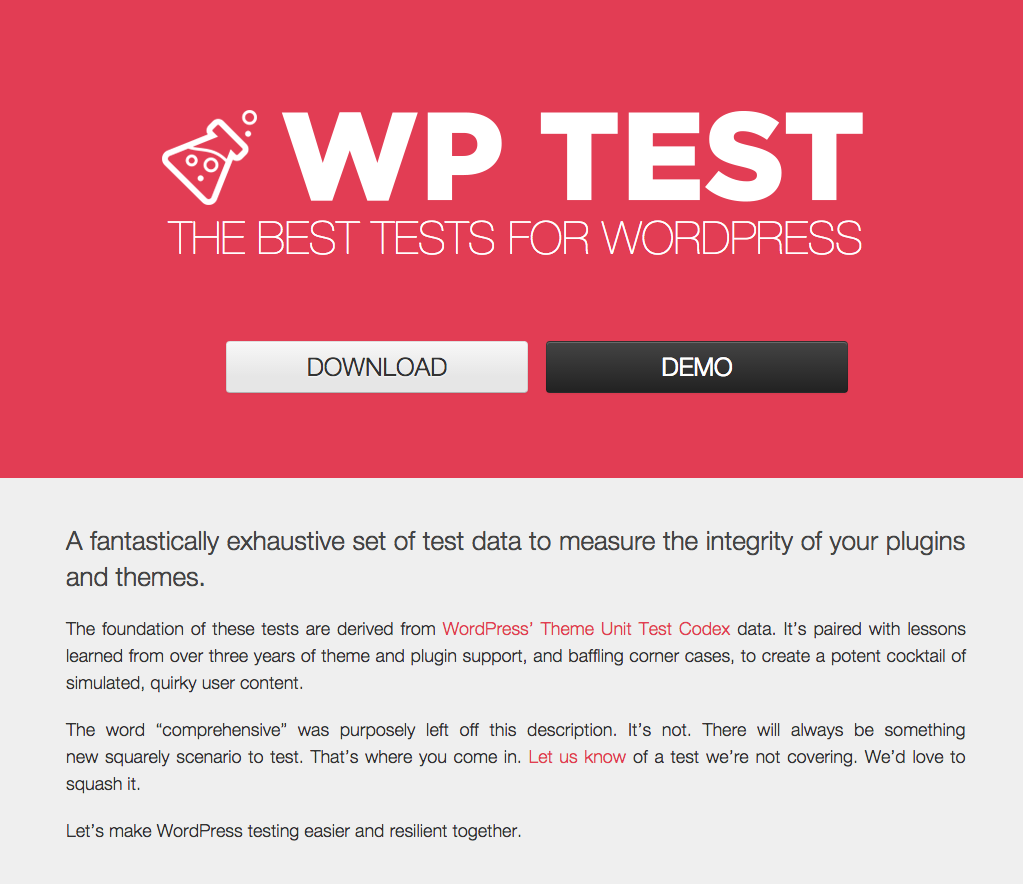 WP TEST
THE BEST TESTS FOR WORDPRESS
DOWNLOAD
DEMO
A fantastically exhaustive set of test data to measure the integrity of your plugins
and themes.
The foundation of these tests are derived from WordPress’ Theme Unit Test Codex data. It’s paired with lessons
learned from over three years of theme and plugin support, and baffling corner cases, to create a potent cocktail of
simulated, quirky user content.
The word “comprehensive” was purposely left off this description. It’s not. There will always be something
new squarely scenario to test. That’s where you come in. Let us know of a test we’re not covering. We’d love to
squash it.
Let’s make WordPress testing easier and resilient together.